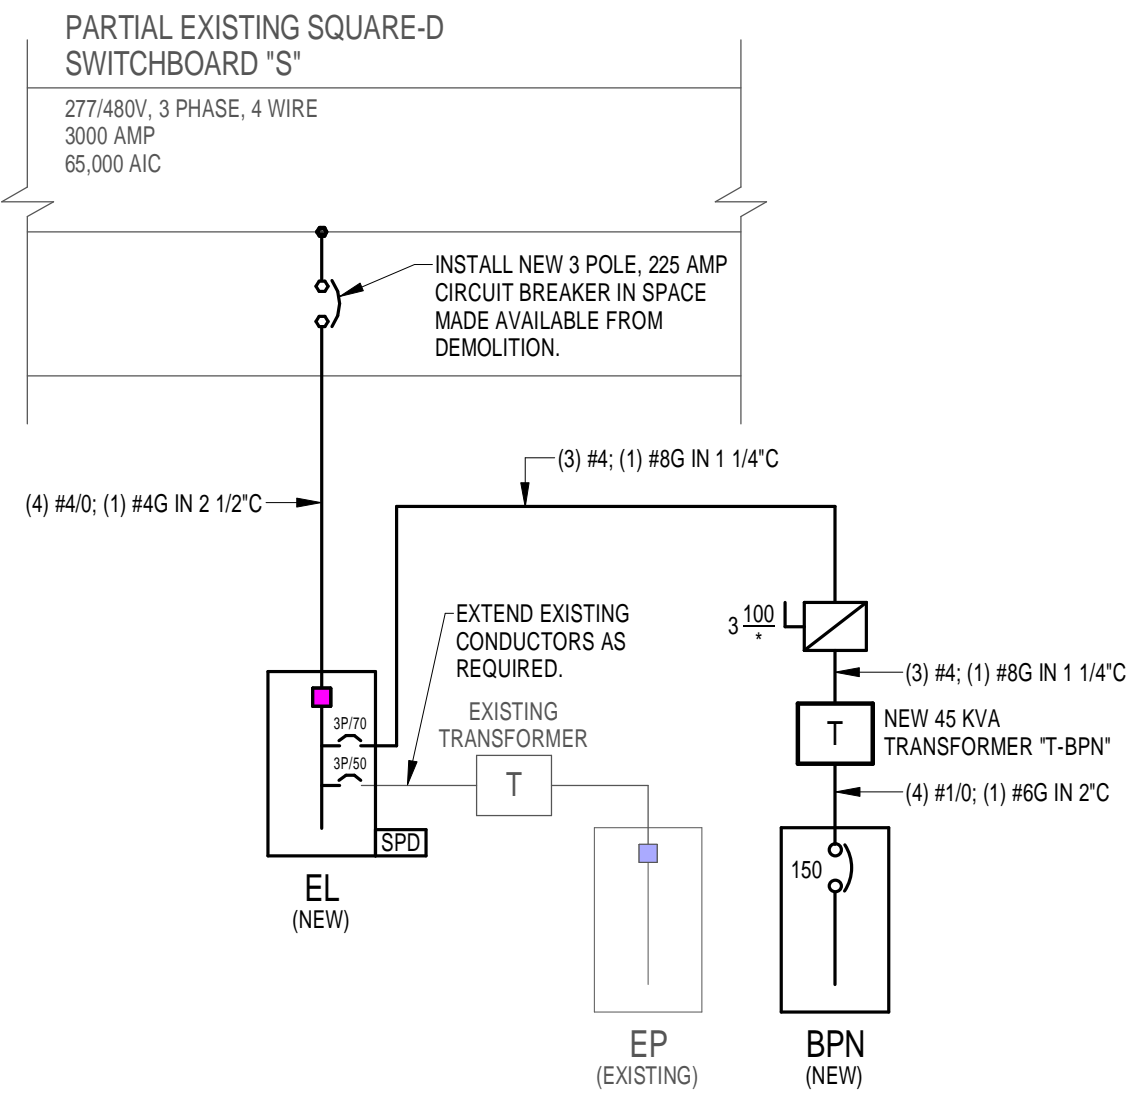 PARTIAL EXISTING SQUARE-D
SWITCHBOARD "S"
277/480V, 3 PHASE, 4 WIRE
3000 AMP
65,000 AIC
INSTALL NEW 3 POLE, 225 AMP
CIRCUIT BREAKER IN SPACE
MADE AVAILABLE FROM
DEMOLITION.
(3) #4; (1) #8G IN 1 1/4"C
(4) #4/0; (1) #4G IN 2 1/2"C
EXTEND EXISTING
CONDUCTORS AS
REQUIRED.
3 100
*
(3) #4; (1) #8G IN 1 1/4"C
EXISTING
TRANSFORMER
T
3P/70
3P/50
SPD
EL
(NEW)
T
NEW 45 KVA
TRANSFORMER "T-BPN"
(4) #1/0; (1) #6G IN 2"C
150
EP
(EXISTING)
BPN
(NEW)